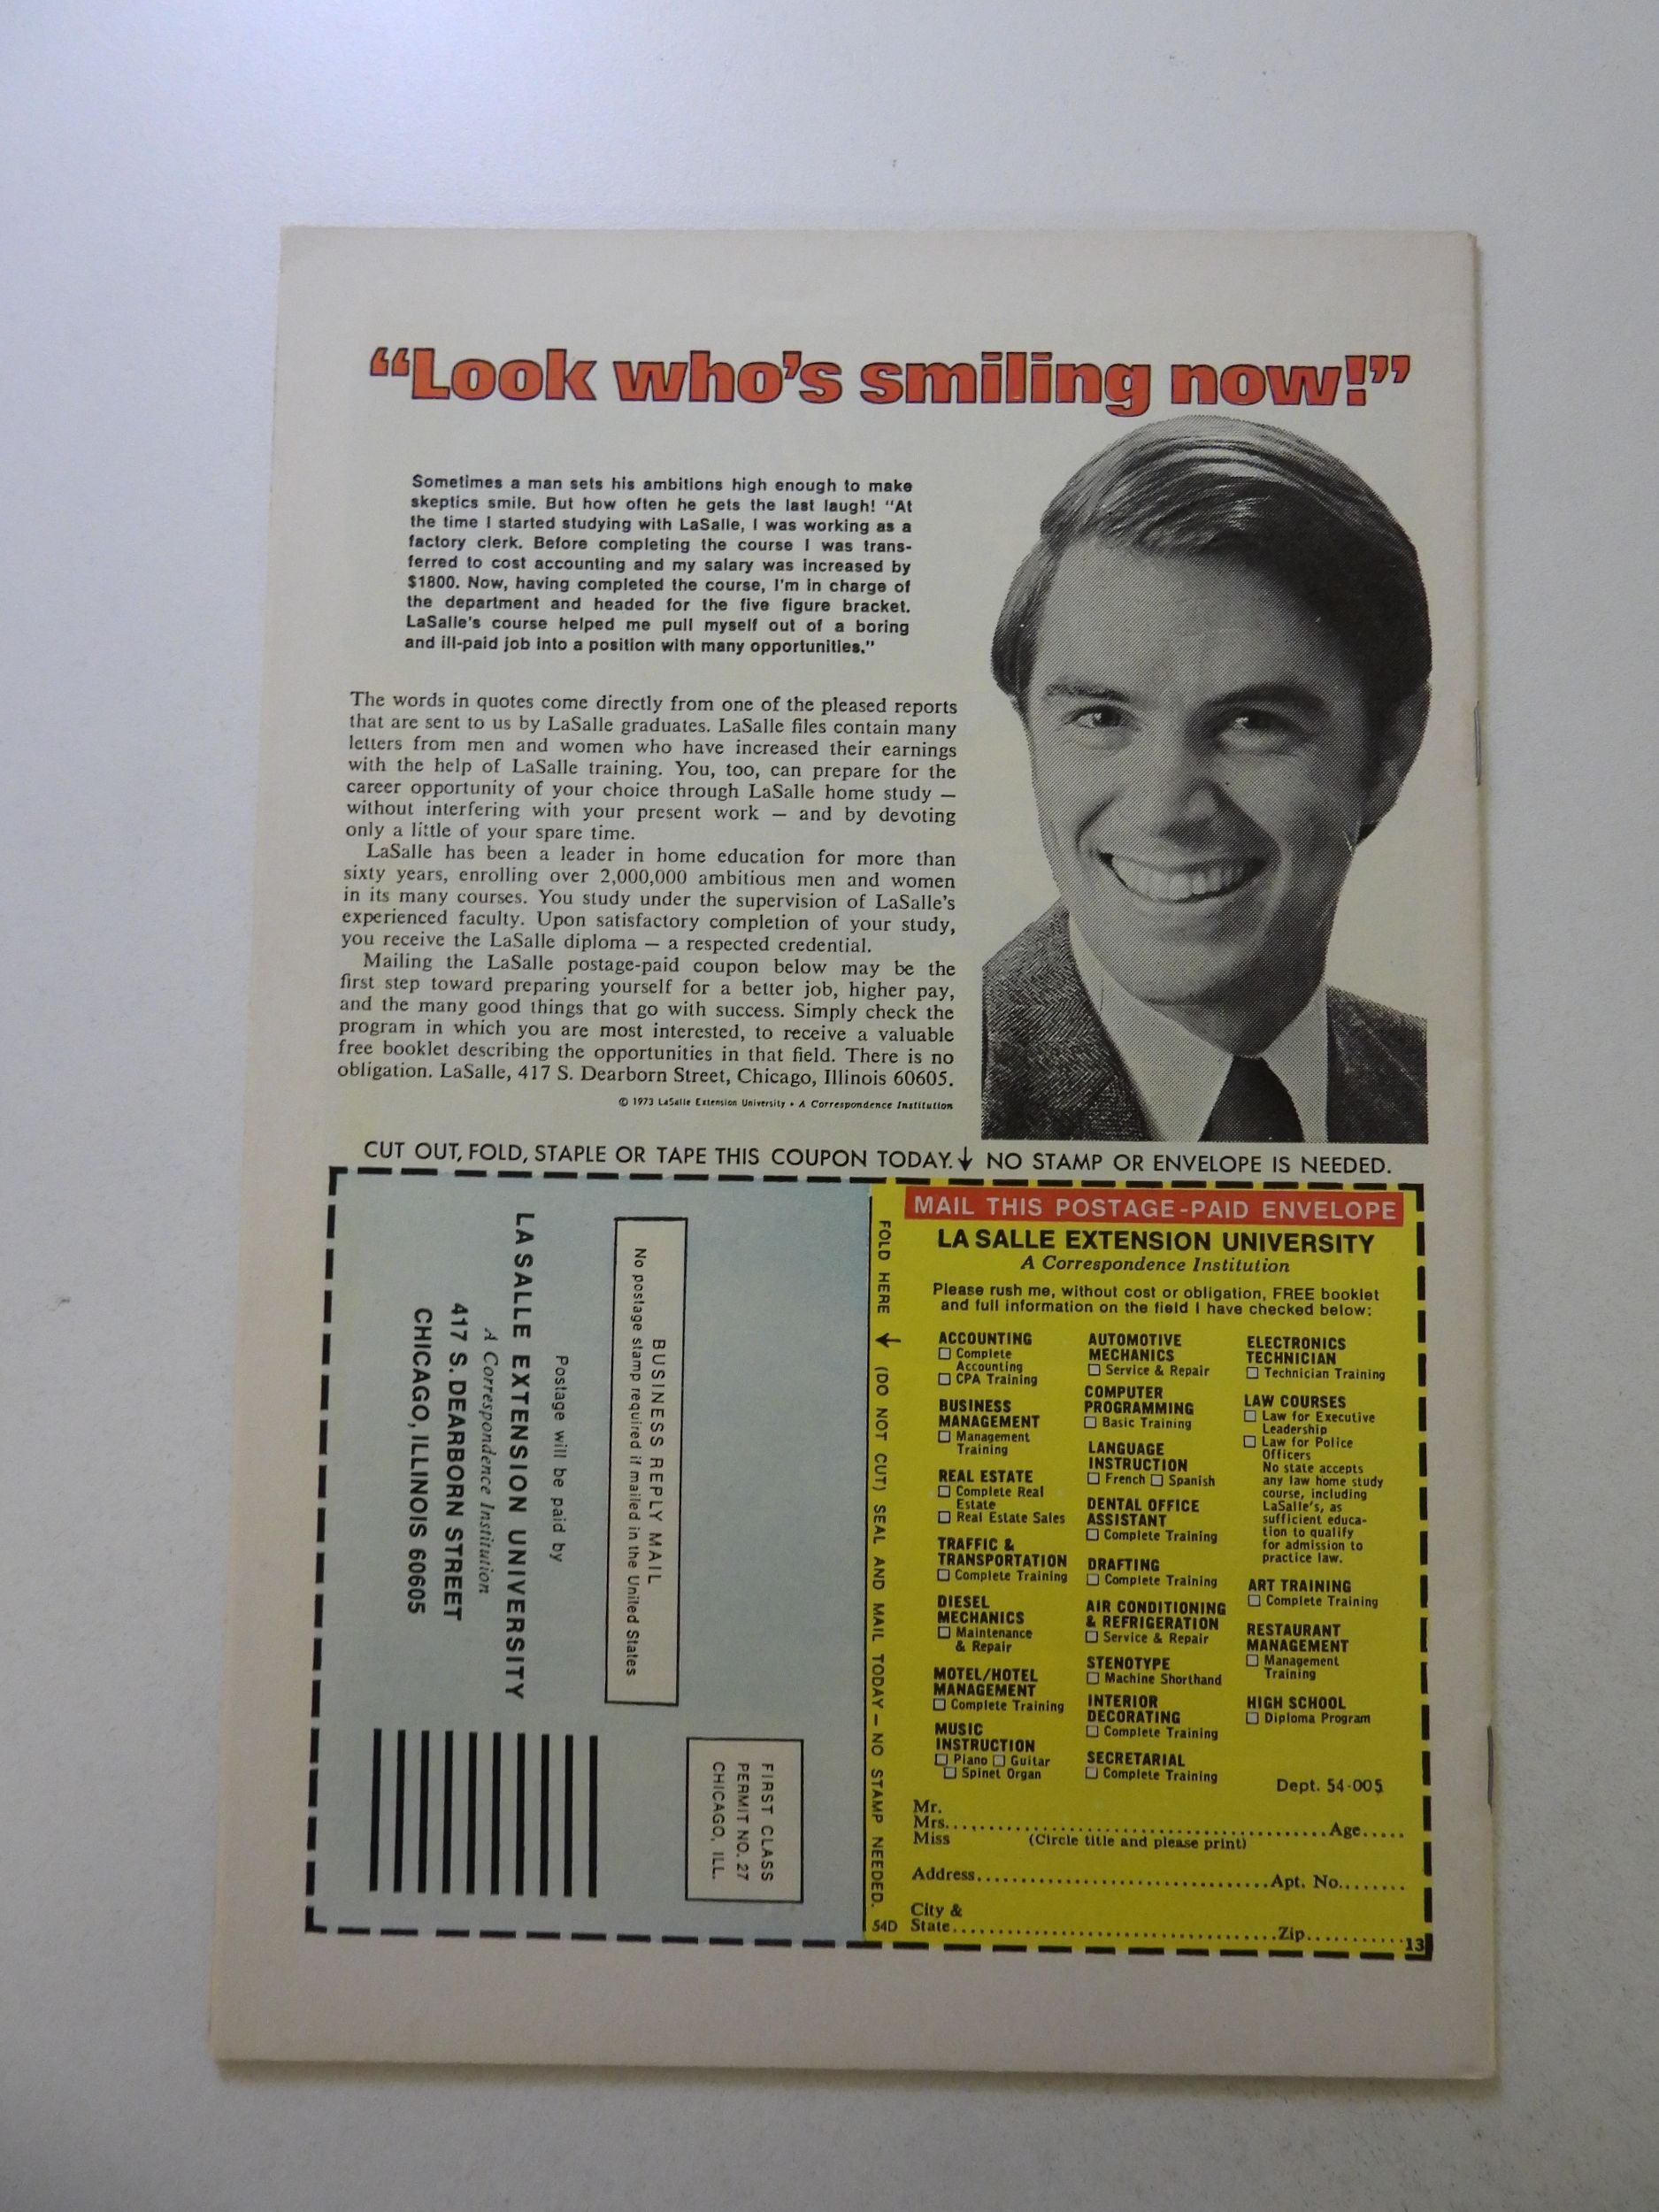 “Look who’s smiling now!”
Sometimes a man sets his ambitions high enough to make
skeptics smile. But how often he gets the last laugh! “At
the time I started studying with LaSalle, I was working as a
factory clerk. Before completing the course I was trans-
ferred to cost accounting and my salary was increased by
$1800. Now, having completed the course, I’m in charge of
the department and headed for the five figure bracket.
LaSalle’s course helped me pull myself out of a boring
and ill-paid job into a position with many opportunities.”
The words in quotes come directly from one of the pleased reports
that are sent to us by LaSalle graduates. LaSalle files contain many
letters from men and women who have increased their earnings
with the help of LaSalle training. You, too, can prepare for the
career opportunity of your choice through LaSalle home study —
without interfering with your present work — and by devoting
only a little of your spare time.
LaSalle has been a leader in home education for more than
sixty years, enrolling over 2,000,000 ambitious men and women
in its many courses. You study under the supervision of LaSalle’s
experienced faculty. Upon satisfactory completion of your study,
you receive the LaSalle diploma — a respected credential.
Mailing the LaSalle postage-paid coupon below may be the
first step toward preparing yourself for a better job, higher pay,
and the many good things that go with success. Simply check the
program in which you are most interested, to receive a valuable
free booklet describing the opportunities in that field. There is no
obligation. LaSalle, 417 S. Dearborn Street, Chicago, Illinois 60605.
© 1973 LaSalle Extension University • A Correspondence Institution
CUT OUT, FOLD, STAPLE OR TAPE THIS COUPON TODAY. ↓ NO STAMP OR ENVELOPE IS NEEDED.
FIRST CLASS
PERMIT NO. 27
CHICAGO, ILL.
BUSINESS REPLY MAIL
No postage stamp required if mailed in the United States
Postage will be paid by
LA SALLE EXTENSION UNIVERSITY
A Correspondence Institution
417 S. DEARBORN STREET
CHICAGO, ILLINOIS 60605
FOLD HERE → (DO NOT CUT) SEAL AND MAIL TODAY — NO STAMP NEEDED.
54D
MAIL THIS POSTAGE-PAID ENVELOPE
LA SALLE EXTENSION UNIVERSITY
A Correspondence Institution
Please rush me, without cost or obligation, FREE booklet
and full information on the field I have checked below:
ACCOUNTING
☐ Complete
Accounting
☐ CPA Training
BUSINESS
MANAGEMENT
☐ Management
Training
REAL ESTATE
☐ Complete Real
Estate
☐ Real Estate Sales
TRAFFIC &
TRANSPORTATION
☐ Complete Training
DIESEL
MECHANICS
☐ Maintenance
& Repair
MOTEL/HOTEL
MANAGEMENT
☐ Complete Training
MUSIC
INSTRUCTION
☐ Piano ☐ Guitar
☐ Spinet Organ
AUTOMOTIVE
MECHANICS
☐ Service & Repair
COMPUTER
PROGRAMMING
☐ Basic Training
LANGUAGE
INSTRUCTION
☐ French ☐ Spanish
DENTAL OFFICE
ASSISTANT
☐ Complete Training
DRAFTING
☐ Complete Training
AIR CONDITIONING
& REFRIGERATION
☐ Service & Repair
STENOTYPE
☐ Machine Shorthand
INTERIOR
DECORATING
☐ Complete Training
SECRETARIAL
☐ Complete Training
ELECTRONICS
TECHNICIAN
☐ Technician Training
LAW COURSES
☐ Law for Executive
Leadership
☐ Law for Police
Officers
No state accepts
any law home study
course, including
LaSalle’s, as
sufficient educa-
tion to qualify
for admission to
practice law.
ART TRAINING
☐ Complete Training
RESTAURANT
MANAGEMENT
☐ Management
Training
HIGH SCHOOL
☐ Diploma Program
Dept. 54-005
Mr.
Mrs.....................................................Age.....
Miss (Circle title and please print)
Address........................................Apt. No........
City &
State..............................................Zip..........
13